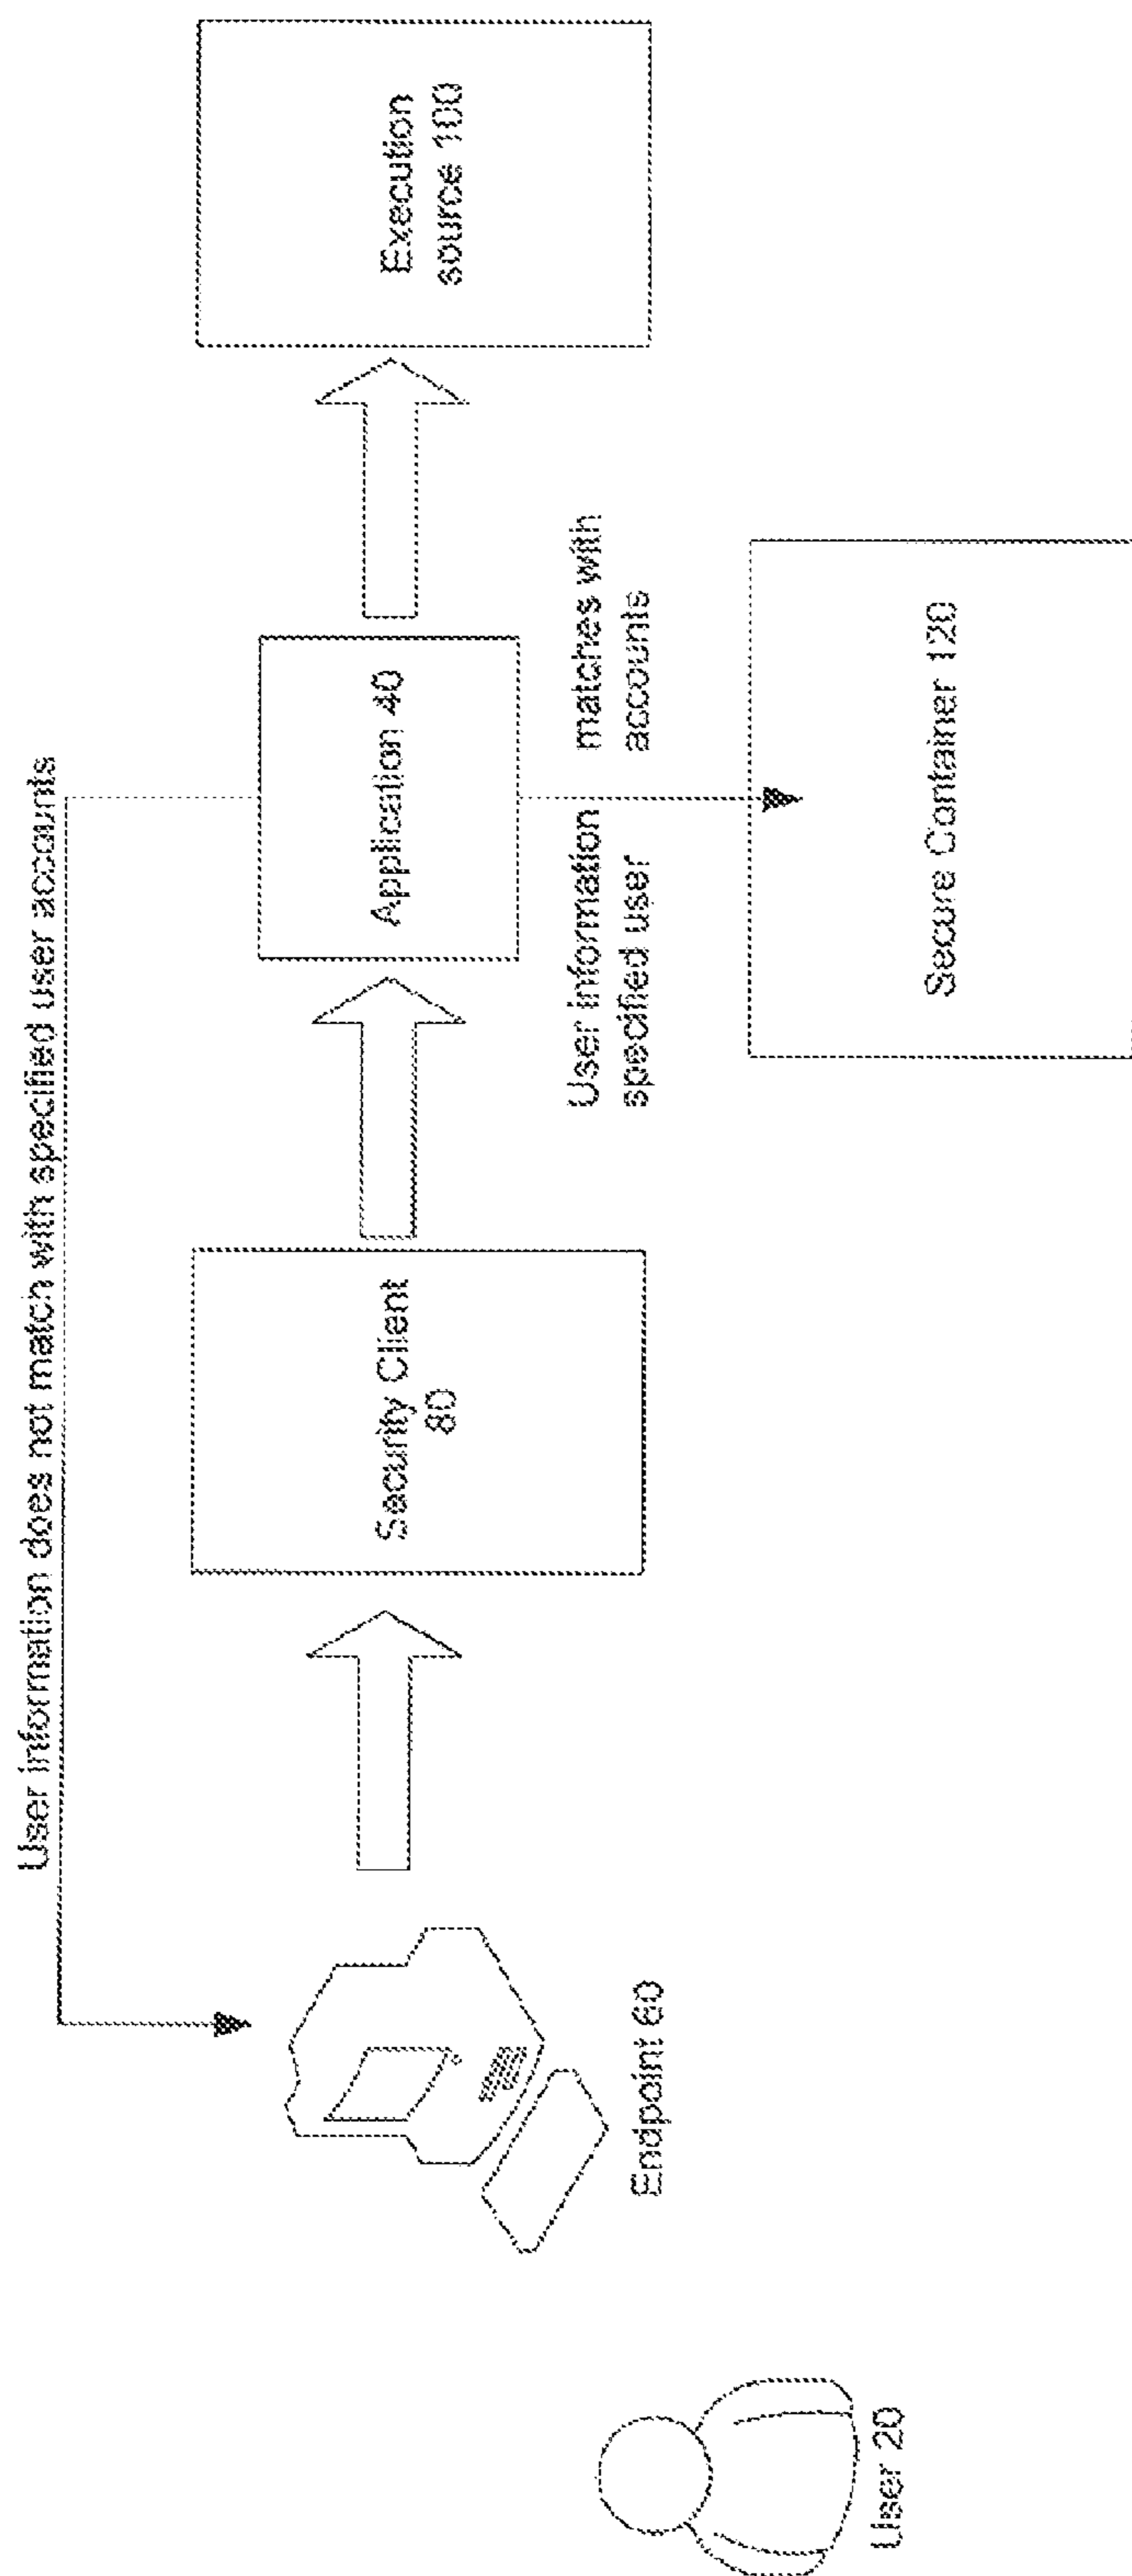 User information does not match with specified user accounts
User 20
Endpoint 60
Security Client
80
Application 40
Execution
source 100
User information matches with
specified user accounts
Secure Container 120